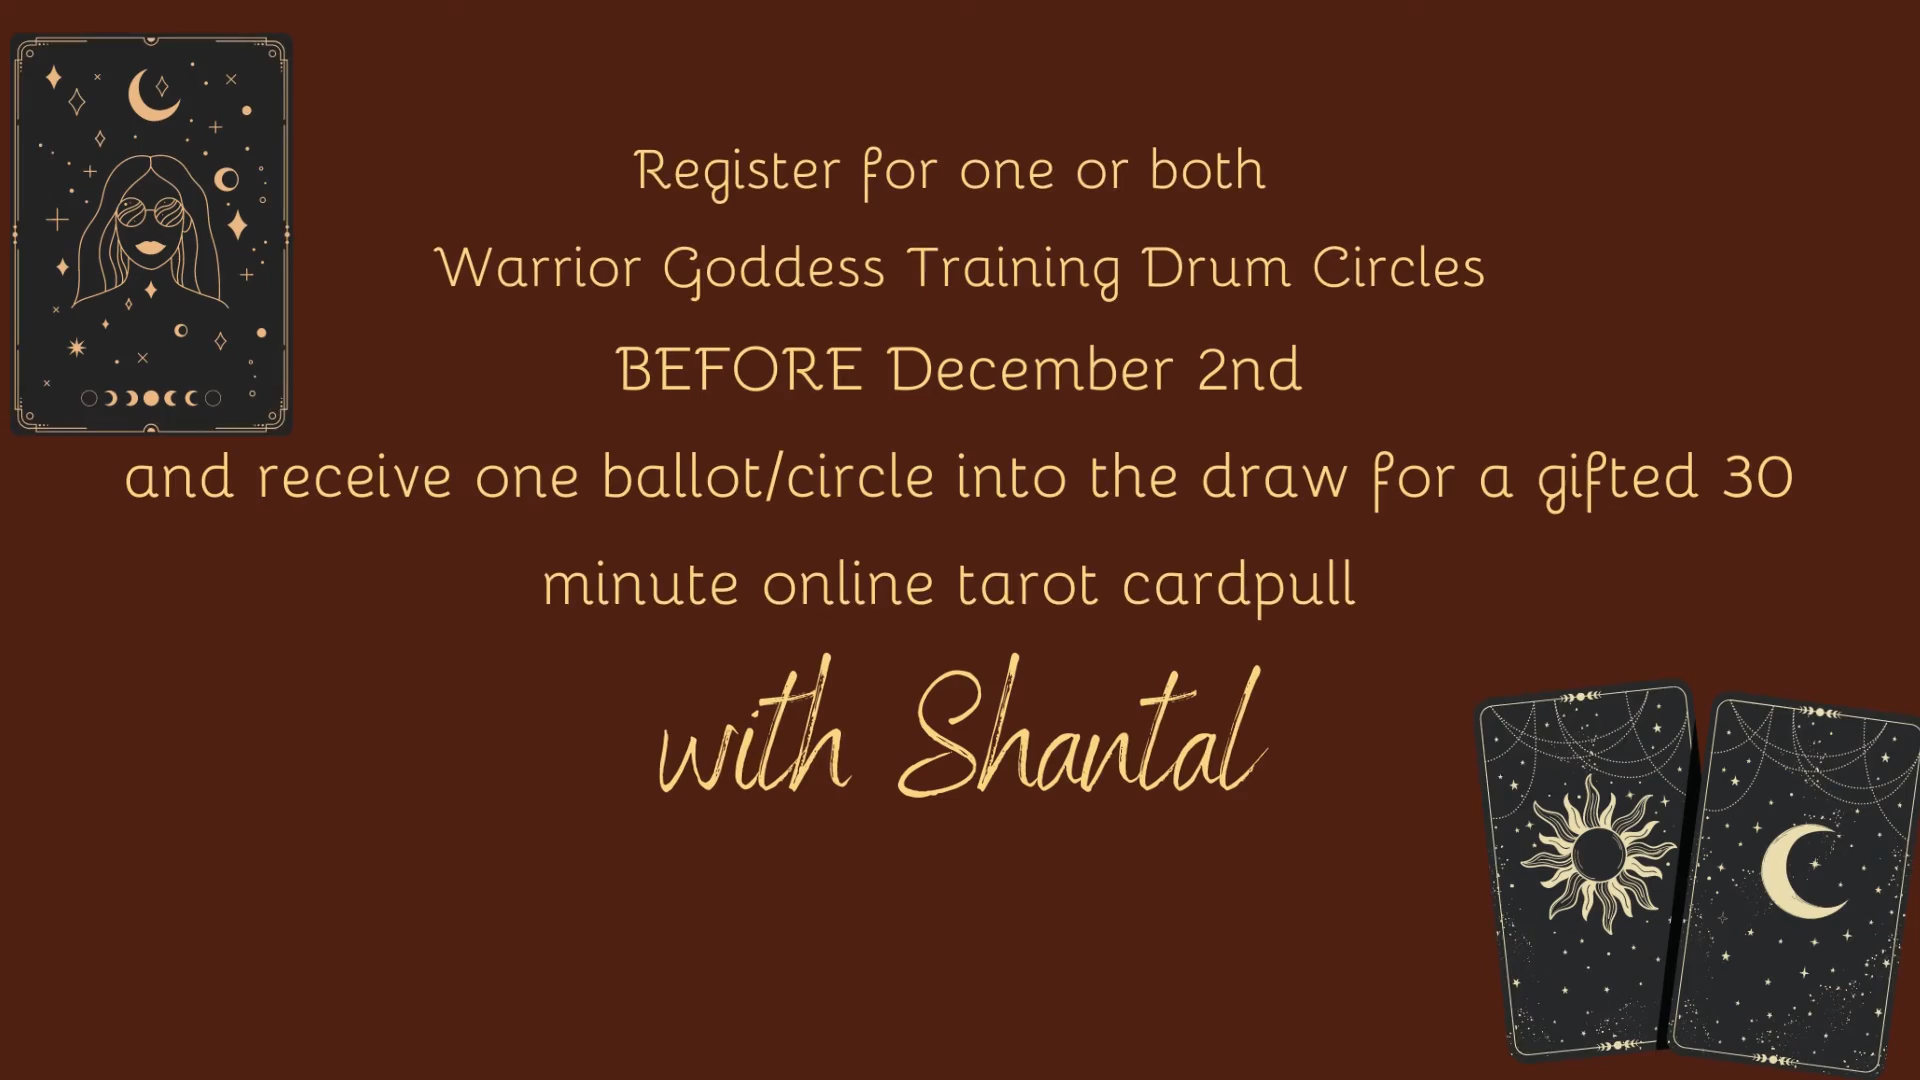 Register for one or both
Warrior Goddess Training Drum Circles
BEFORE December 2nd
and receive one ballot/circle into the draw for a gifted 30
minute online tarot cardpull
with Shantal